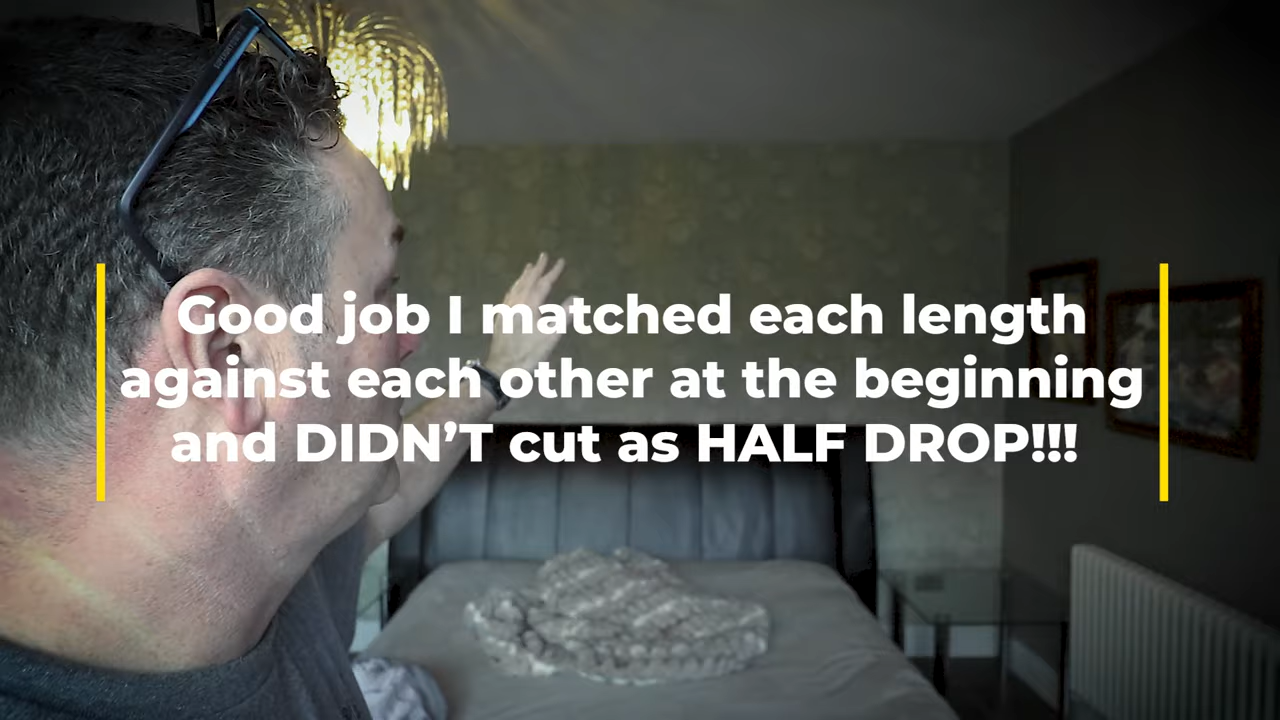 Good job I matched each length
against each other at the beginning
and DIDN'T cut as HALF DROP!!!